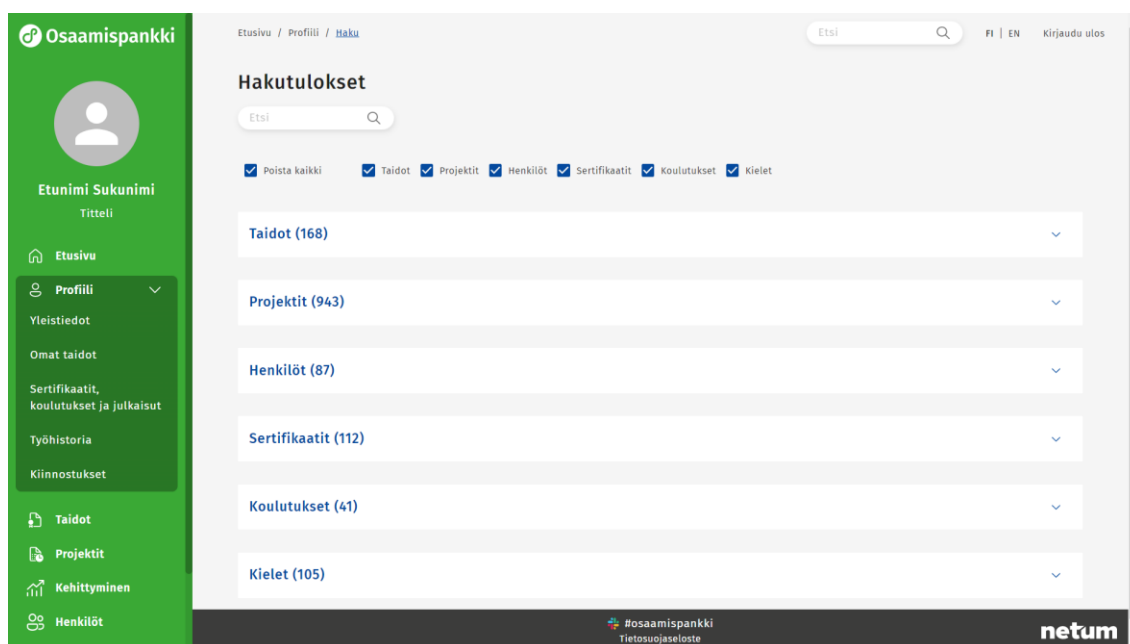 Osaamispankki
Etunimi Sukunimi
Titteli
Etusivu
Profiili
Yleistiedot
Omat taidot
Sertifikaatit,
koulutukset ja julkaisut
Työhistoria
Kiinnostukset
Taidot
Projektit
Kehittyminen
Henkilöt
Etusivu / Profiili / Haku
Etsi
FI | EN
Kirjaudu ulos
Hakutulokset
Etsi
Poista kaikki Taidot Projektit Henkilöt Sertifikaatit Koulutukset Kielet
Taidot (168)
Projektit (943)
Henkilöt (87)
Sertifikaatit (112)
Koulutukset (41)
Kielet (105)
#osaamispankki
Tietosuojaseloste
netum